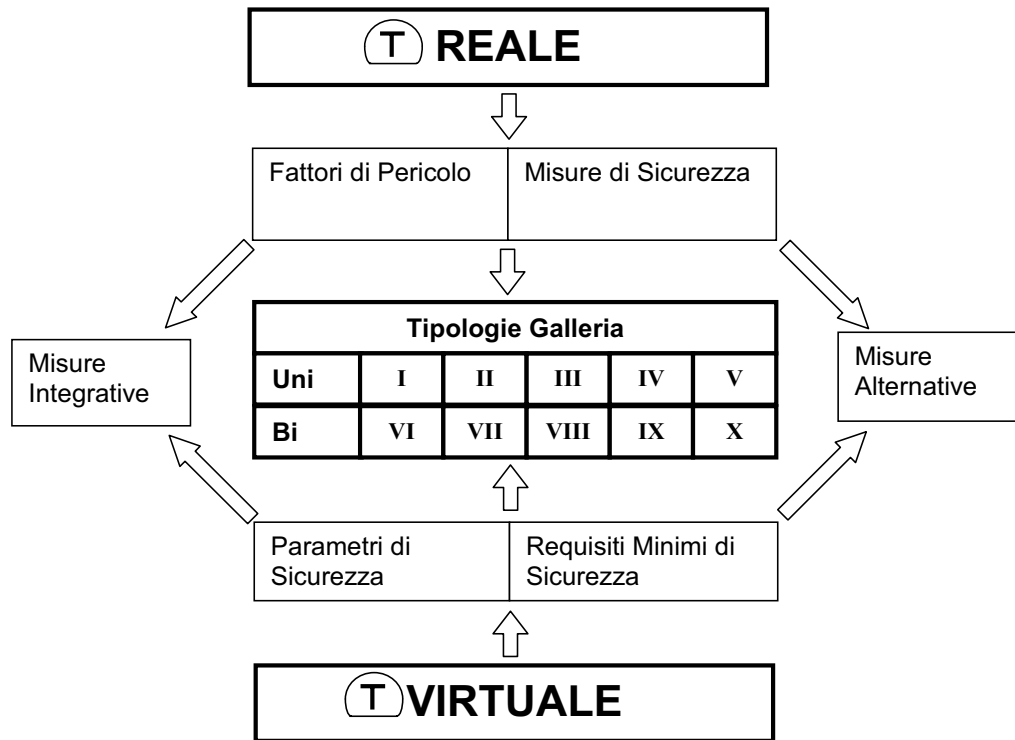 T REALE
Fattori di Pericolo
Misure di Sicurezza
Tipologie Galleria
Uni I II III IV V
Bi VI VII VIII IX X
Misure
Integrative
Misure
Alternative
Parametri di
Sicurezza
Requisiti Minimi di
Sicurezza
T VIRTUALE